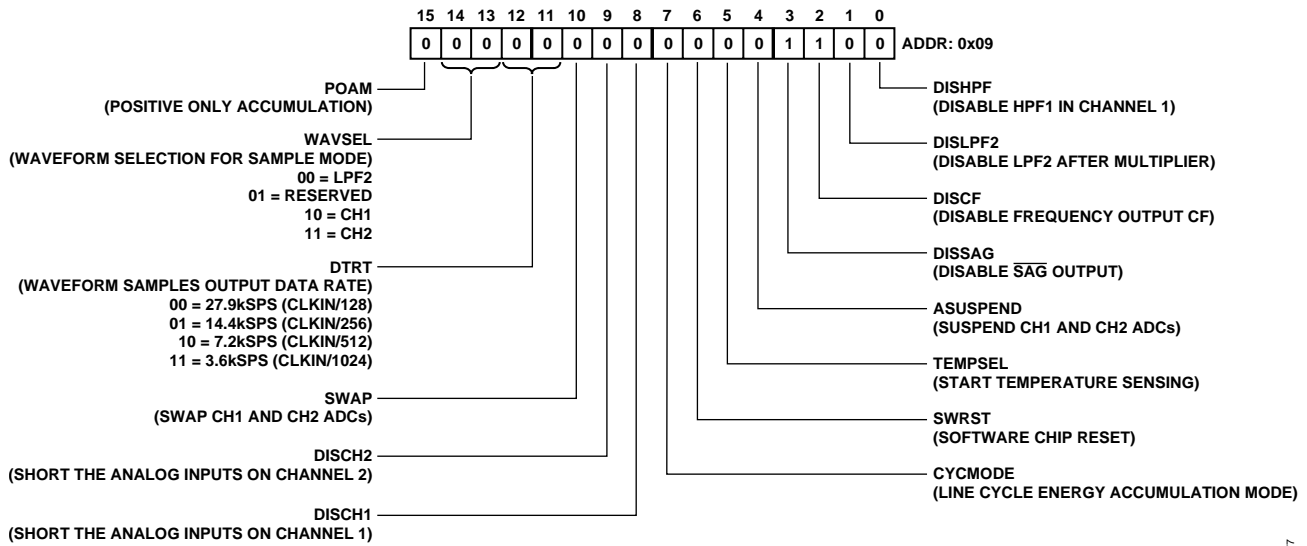 15 14 13 12 11 10 9 8 7 6 5 4 3 2 1 0
0 0 0 0 0 0 0 0 0 0 0 0 1 1 0 0 ADDR: 0x09
POAM
(POSITIVE ONLY ACCUMULATION)
WAVSEL
(WAVEFORM SELECTION FOR SAMPLE MODE)
00 = LPF2
01 = RESERVED
10 = CH1
11 = CH2
DTRT
(WAVEFORM SAMPLES OUTPUT DATA RATE)
00 = 27.9kSPS (CLKIN/128)
01 = 14.4kSPS (CLKIN/256)
10 = 7.2kSPS (CLKIN/512)
11 = 3.6kSPS (CLKIN/1024)
SWAP
(SWAP CH1 AND CH2 ADCs)
DISCH2
(SHORT THE ANALOG INPUTS ON CHANNEL 2)
DISCH1
(SHORT THE ANALOG INPUTS ON CHANNEL 1)
DISHPF
(DISABLE HPF1 IN CHANNEL 1)
DISLPF2
(DISABLE LPF2 AFTER MULTIPLIER)
DISCF
(DISABLE FREQUENCY OUTPUT CF)
DISSAG
(DISABLE SAG OUTPUT)
ASUSPEND
(SUSPEND CH1 AND CH2 ADCs)
TEMPSEL
(START TEMPERATURE SENSING)
SWRST
(SOFTWARE CHIP RESET)
CYCMODE
(LINE CYCLE ENERGY ACCUMULATION MODE)